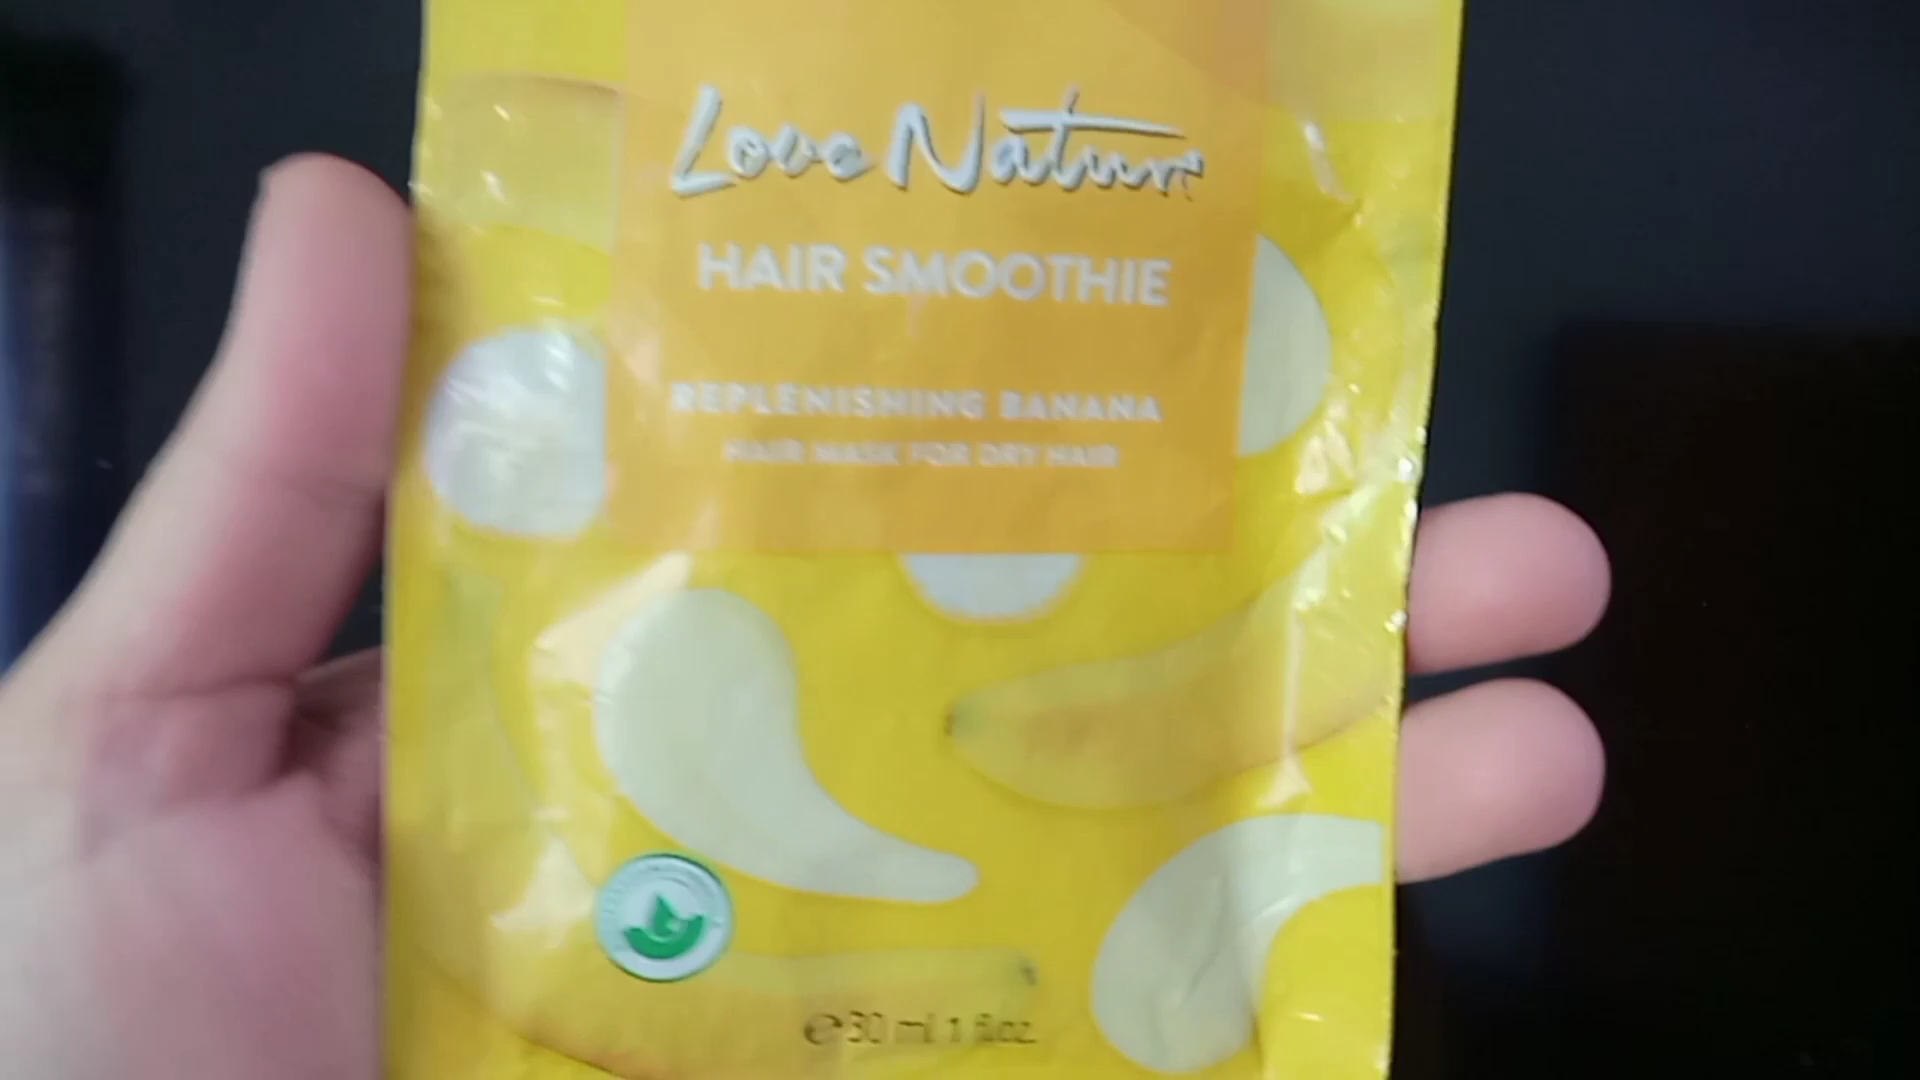 Love Nature
HAIR SMOOTHIE
REPLENISHING BANANA
HAIR MASK FOR DRY HAIR
℮30 ml 1 fl.oz.